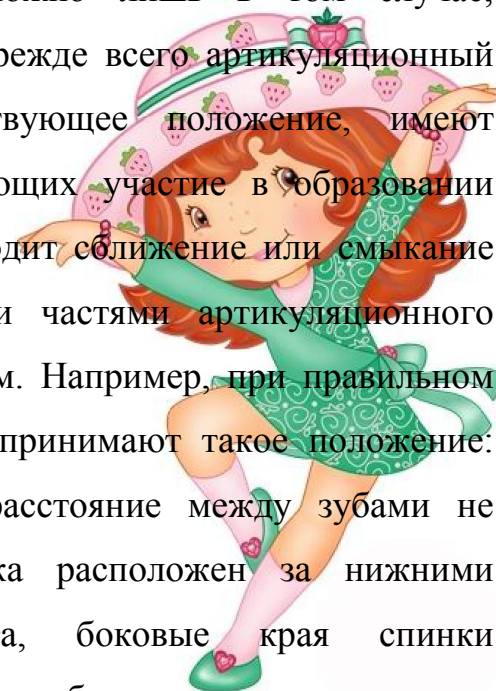 лишь в том случае,
режде всего артикуляционный
твующее положение, имеют
ющих участие в образовании
одит сближение или смыкание
и частями артикуляционного
м. Например, при правильном
принимают такое положение:
расстояние между зубами не
ка расположен за нижними
а, боковые края спинки